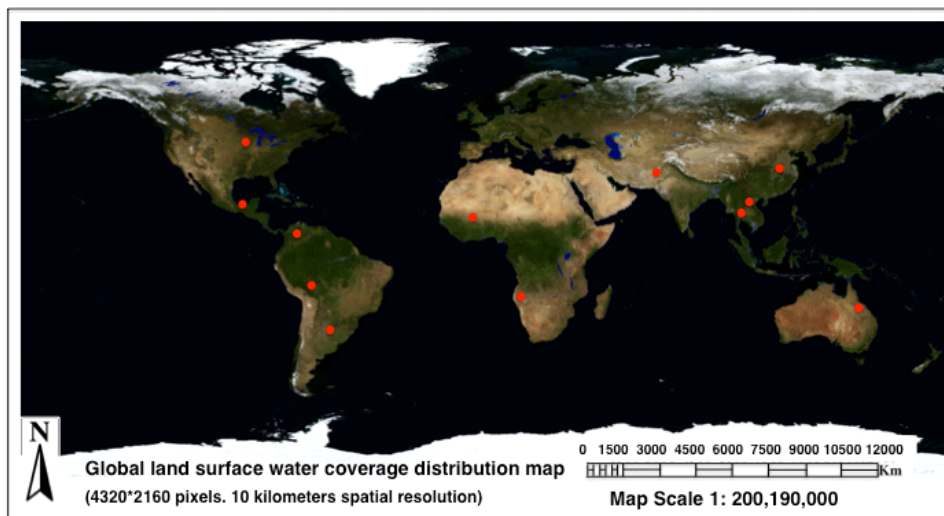 N
Global land surface water coverage distribution map
(4320*2160 pixels. 10 kilometers spatial resolution)
0 1500 3000 4500 6000 7500 9000 10500 12000
Km
Map Scale 1: 200,190,000